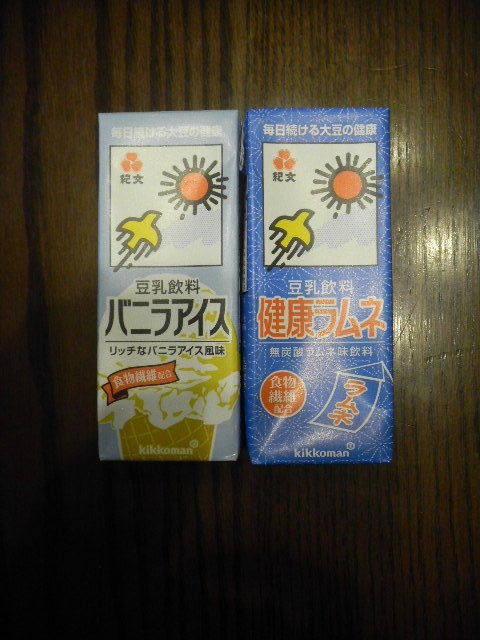 毎日続ける大豆の健康
紀文
豆乳飲料
バニラアイス
リッチなバニラアイス風味
食物繊維配合
kikkoman
毎日続ける大豆の健康
紀文
豆乳飲料
健康ラムネ
無炭酸ラムネ味飲料
食物
繊維
配合
ラムネ
kikkoman